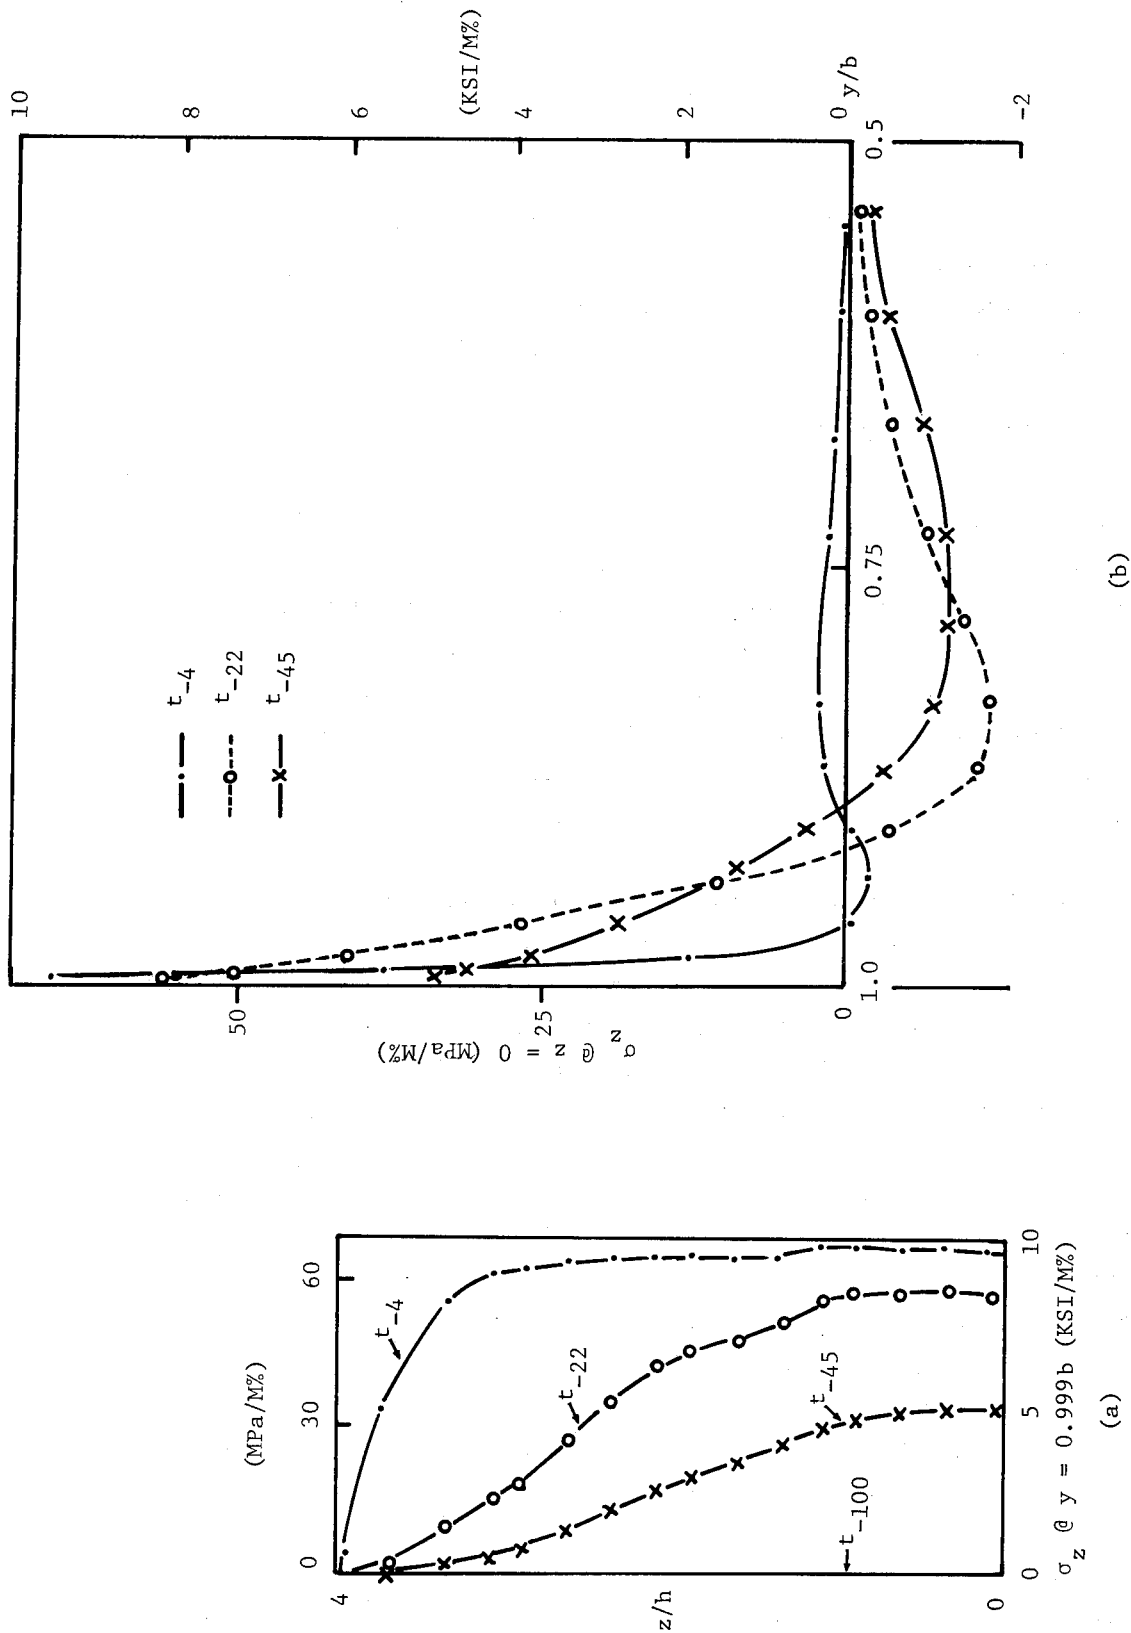 (MPa/M%)
0
30
60
4
z/h
0
t-4
t-22
t-45
t-100
0
5
10
σz @ y = 0.999b (KSI/M%)
(a)
σz @ z = 0 (MPa/M%)
50
25
0
t-4
t-22
t-45
10
8
6
4
2
0
-2
(KSI/M%)
y/b
1.0
0.75
0.5
(b)